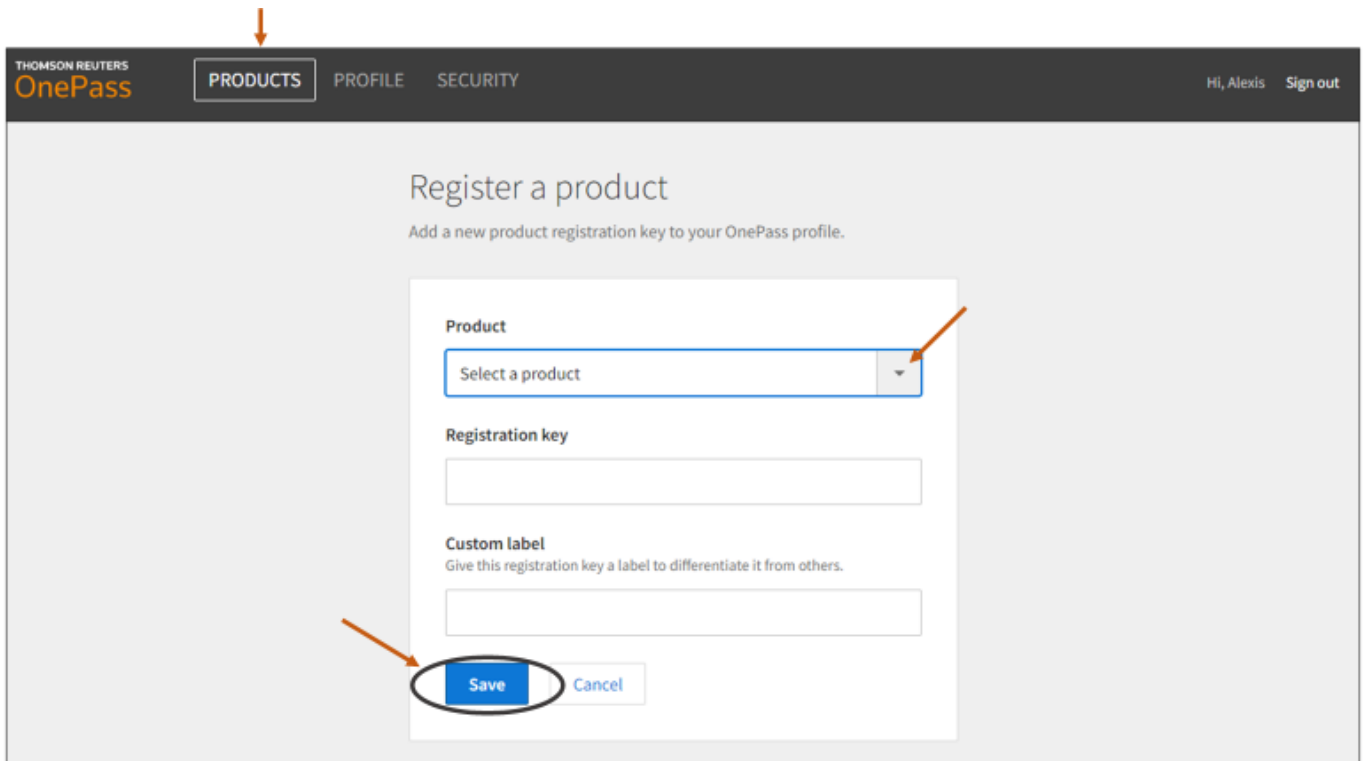 THOMSON REUTERS
OnePass
PRODUCTS PROFILE SECURITY
Hi, Alexis Sign out
Register a product
Add a new product registration key to your OnePass profile.
Product
Select a product
Registration key
Custom label
Give this registration key a label to differentiate it from others.
Save Cancel